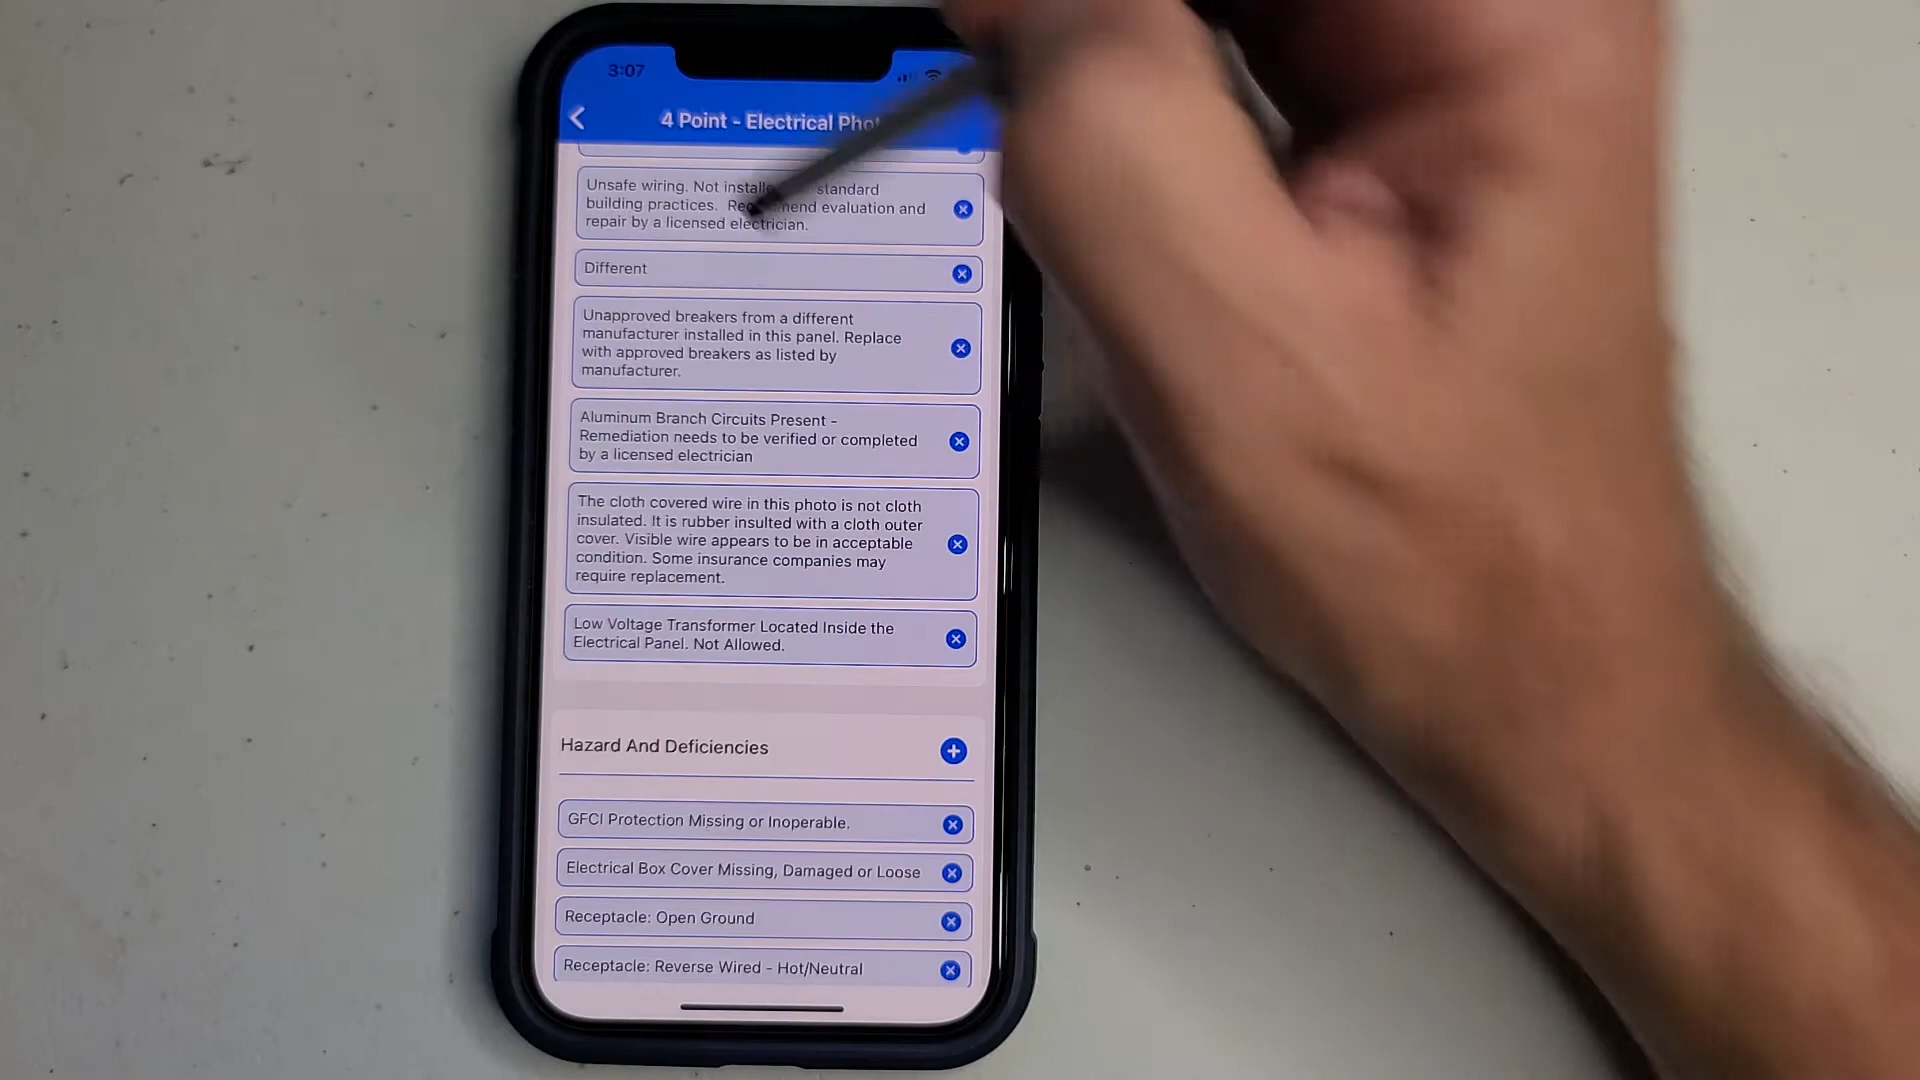 3:07
4 Point - Electrical
Unsafe wiring. Not standard
building practices. evaluation and
repair by a licensed electrician.
Different
Unapproved breakers from a different
manufacturer installed in this panel. Replace
with approved breakers as listed by
manufacturer.
Aluminum Branch Circuits Present -
Remediation needs to be verified or completed
by a licensed electrician
The cloth covered wire in this photo is not cloth
insulated. It is rubber insulted with a cloth outer
cover. Visible wire appears to be in acceptable
condition. Some insurance companies may
require replacement.
Low Voltage Transformer Located Inside the
Electrical Panel. Not Allowed.
Hazard And Deficiencies
GFCI Protection Missing or Inoperable.
Electrical Box Cover Missing, Damaged or Loose
Receptacle: Open Ground
Receptacle: Reverse Wired - Hot/Neutral